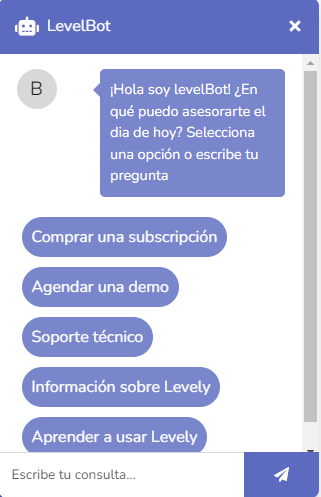 LevelBot
B
¡Hola soy levelBot! ¿En
qué puedo asesorarte el
dia de hoy? Selecciona
una opción o escribe tu
pregunta
Comprar una subscripción
Agendar una demo
Soporte técnico
Información sobre Levely
Aprender a usar Levely
Escribe tu consulta...